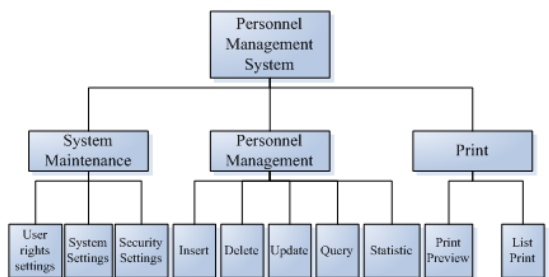 Personnel
Management
System
System
Maintenance
Personnel
Management
Print
User
rights
settings
System
Settings
Security
Settings
Insert
Delete
Update
Query
Statistic
Print
Preview
List
Print